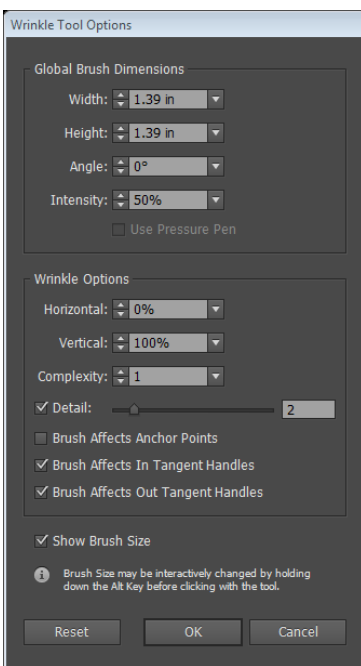 Wrinkle Tool Options
Global Brush Dimensions
Width: 1.39 in
Height: 1.39 in
Angle: 0°
Intensity: 50%
Use Pressure Pen
Wrinkle Options
Horizontal: 0%
Vertical: 100%
Complexity: 1
Detail: 2
Brush Affects Anchor Points
Brush Affects In Tangent Handles
Brush Affects Out Tangent Handles
Show Brush Size
Brush Size may be interactively changed by holding
down the Alt Key before clicking with the tool.
Reset OK Cancel